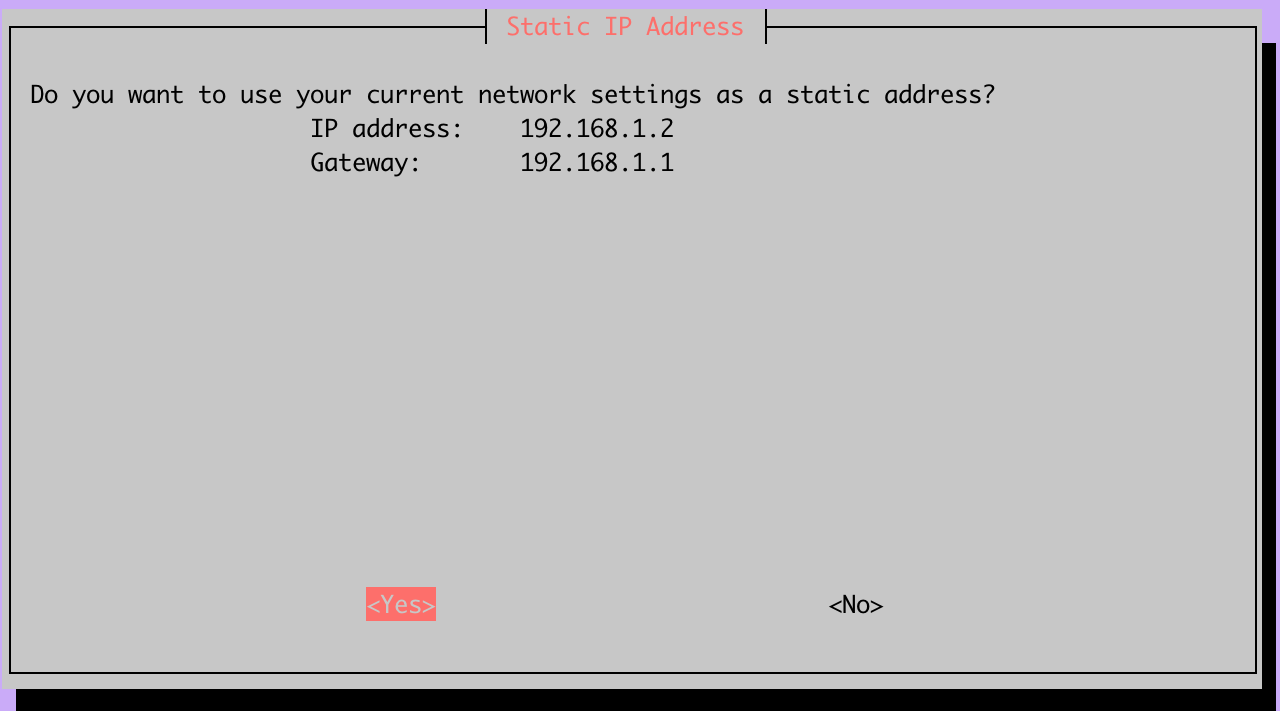 Static IP Address
Do you want to use your current network settings as a static address?
IP address:    192.168.1.2
Gateway:       192.168.1.1
<Yes>    <No>